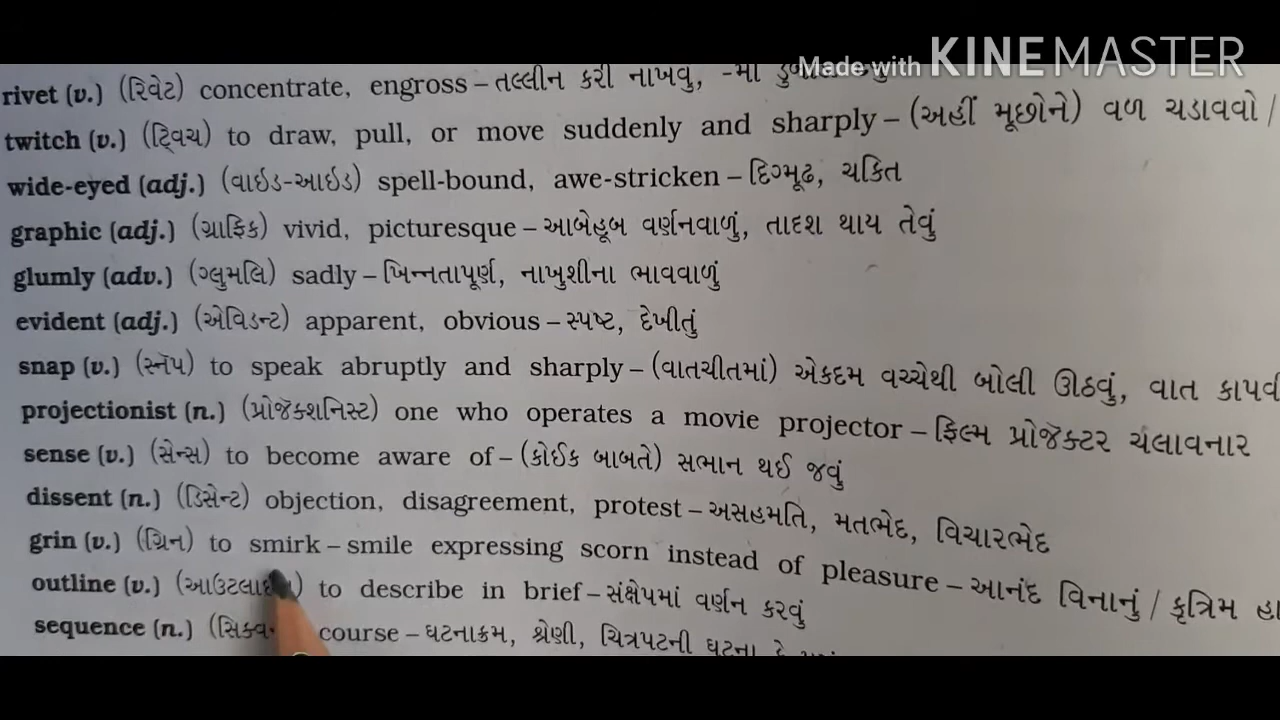 Made with KINEMASTER
rivet (v.) (રિવેટ) concentrate, engross – તલ્લીન કરી નાખવું, -માં
twitch (v.) (ટ્વિચ) to draw, pull, or move suddenly and sharply – (અહીં મૂછોને) વળ ચડાવવો /
wide-eyed (adj.) (વાઇડ-આઇડ) spell-bound, awe-stricken – દિગ્મૂઢ, ચકિત
graphic (adj.) (ગ્રાફિક) vivid, picturesque – આબેહૂબ વર્ણનવાળું, તાદશ થાય તેવું
glumly (adv.) (ગ્લુમલિ) sadly – ખિન્નતાપૂર્ણ, નાખુશીના ભાવવાળું
evident (adj.) (એવિડન્ટ) apparent, obvious – સ્પષ્ટ, દેખીતું
snap (v.) (સ્નૅપ) to speak abruptly and sharply – (વાતચીતમાં) એકદમ વચ્ચેથી બોલી ઊઠવું, વાત કાપવી
projectionist (n.) (પ્રોજૅક્શનિસ્ટ) one who operates a movie projector – ફિલ્મ પ્રોજૅક્ટર ચલાવનાર
sense (v.) (સેન્સ) to become aware of – (કોઈક બાબતે) સભાન થઈ જવું
dissent (n.) (ડિસેન્ટ) objection, disagreement, protest – અસહમતિ, મતભેદ, વિચારભેદ
grin (v.) (ગ્રિન) to smirk – smile expressing scorn instead of pleasure – આનંદ વિનાનું / કૃત્રિમ
outline (v.) to describe in brief – સંક્ષેપમાં વર્ણન કરવું
sequence (n.) course – ઘટનાક્રમ, શ્રેણી, ચિત્રપટની ઘટના